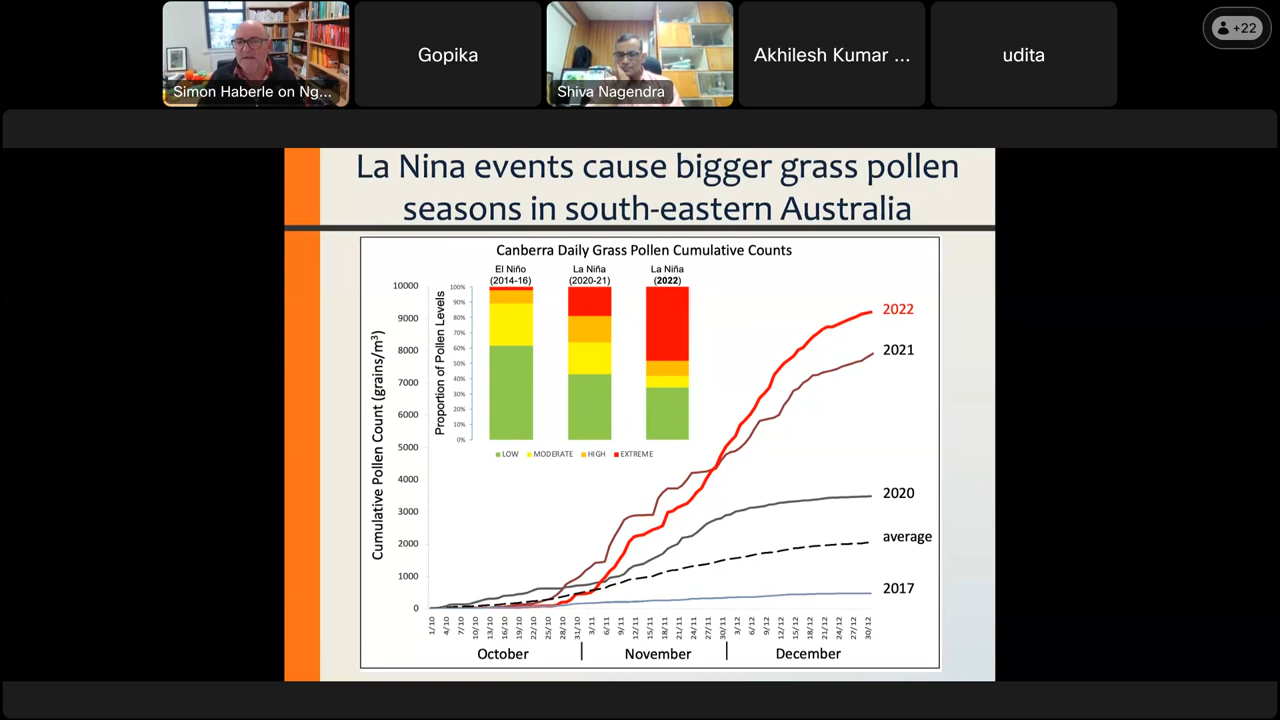 Simon Haberle on Ng...
Gopika
Shiva Nagendra
Akhilesh Kumar ...
udita
+22
La Nina events cause bigger grass pollen
seasons in south-eastern Australia
Canberra Daily Grass Pollen Cumulative Counts
El Niño
(2014-16)
La Niña
(2020-21)
La Niña
(2022)
Proportion of Pollen Levels
100%
90%
80%
70%
60%
50%
40%
30%
20%
10%
0%
LOW MODERATE HIGH EXTREME
Cumulative Pollen Count (grains/m³)
10000
9000
8000
7000
6000
5000
4000
3000
2000
1000
0
2022
2021
2020
average
2017
1/10 4/10 7/10 10/10 13/10 16/10 19/10 22/10 25/10 28/10 31/10 3/11 6/11 9/11 12/11 15/11 18/11 21/11 24/11 27/11 30/11 3/12 6/12 9/12 12/12 15/12 18/12 21/12 24/12 27/12 30/12
October November December